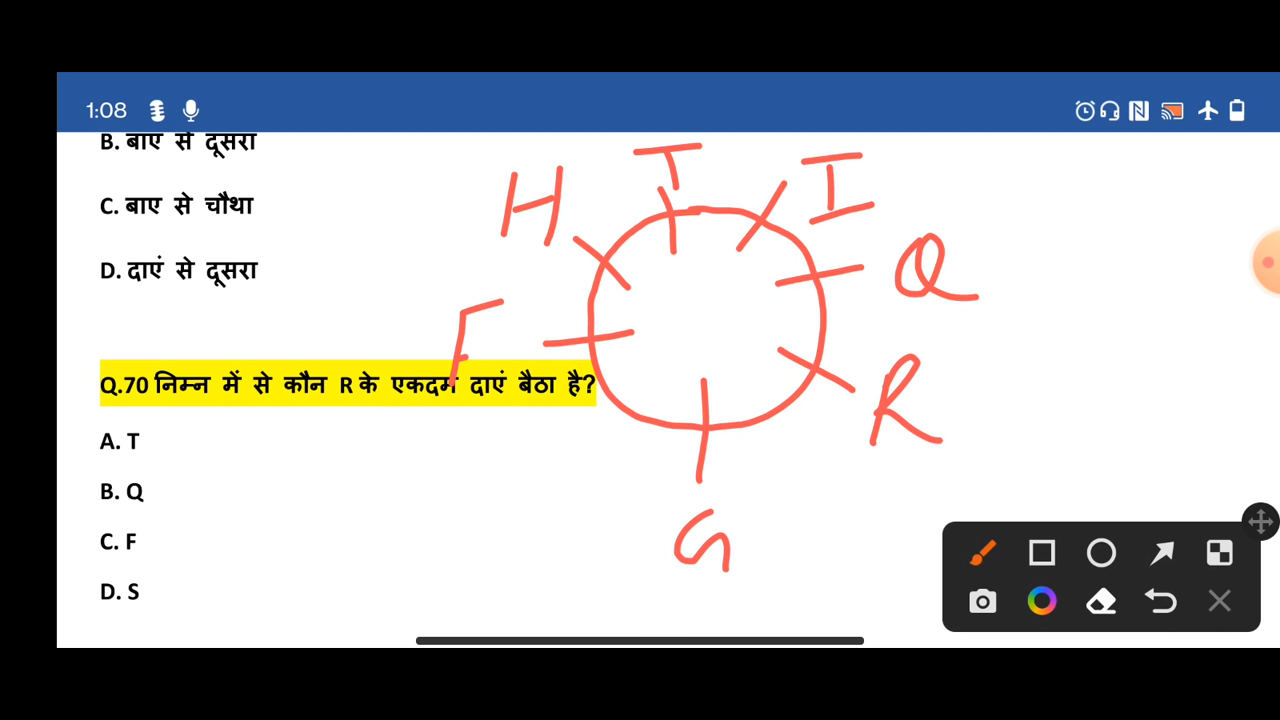 1:08
B. बाए से दूसरा
C. बाए से चौथा
D. दाएं से दूसरा
Q.70 निम्न में से कौन R के एकदम दाएं बैठा है?
A. T
B. Q
C. F
D. S
H
T
I
Q
F
R
G